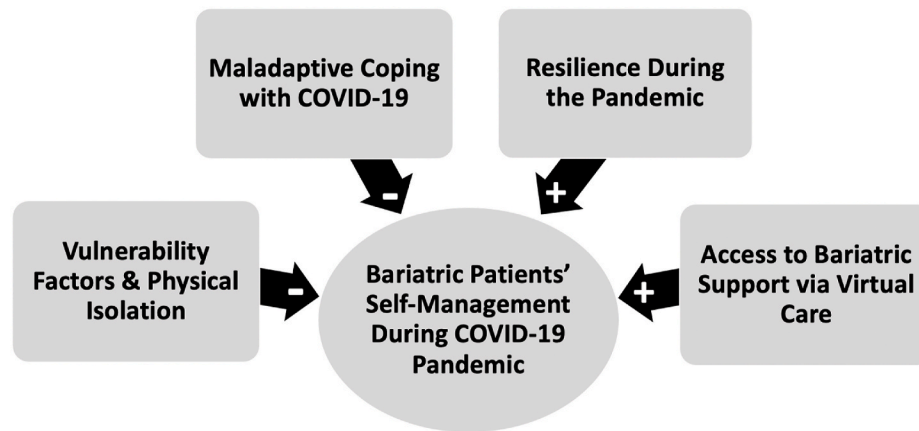 Maladaptive Coping
with COVID-19
Resilience During
the Pandemic
-
+
Vulnerability
Factors & Physical
Isolation
-
Bariatric Patients’
Self-Management
During COVID-19
Pandemic
+
Access to Bariatric
Support via Virtual
Care